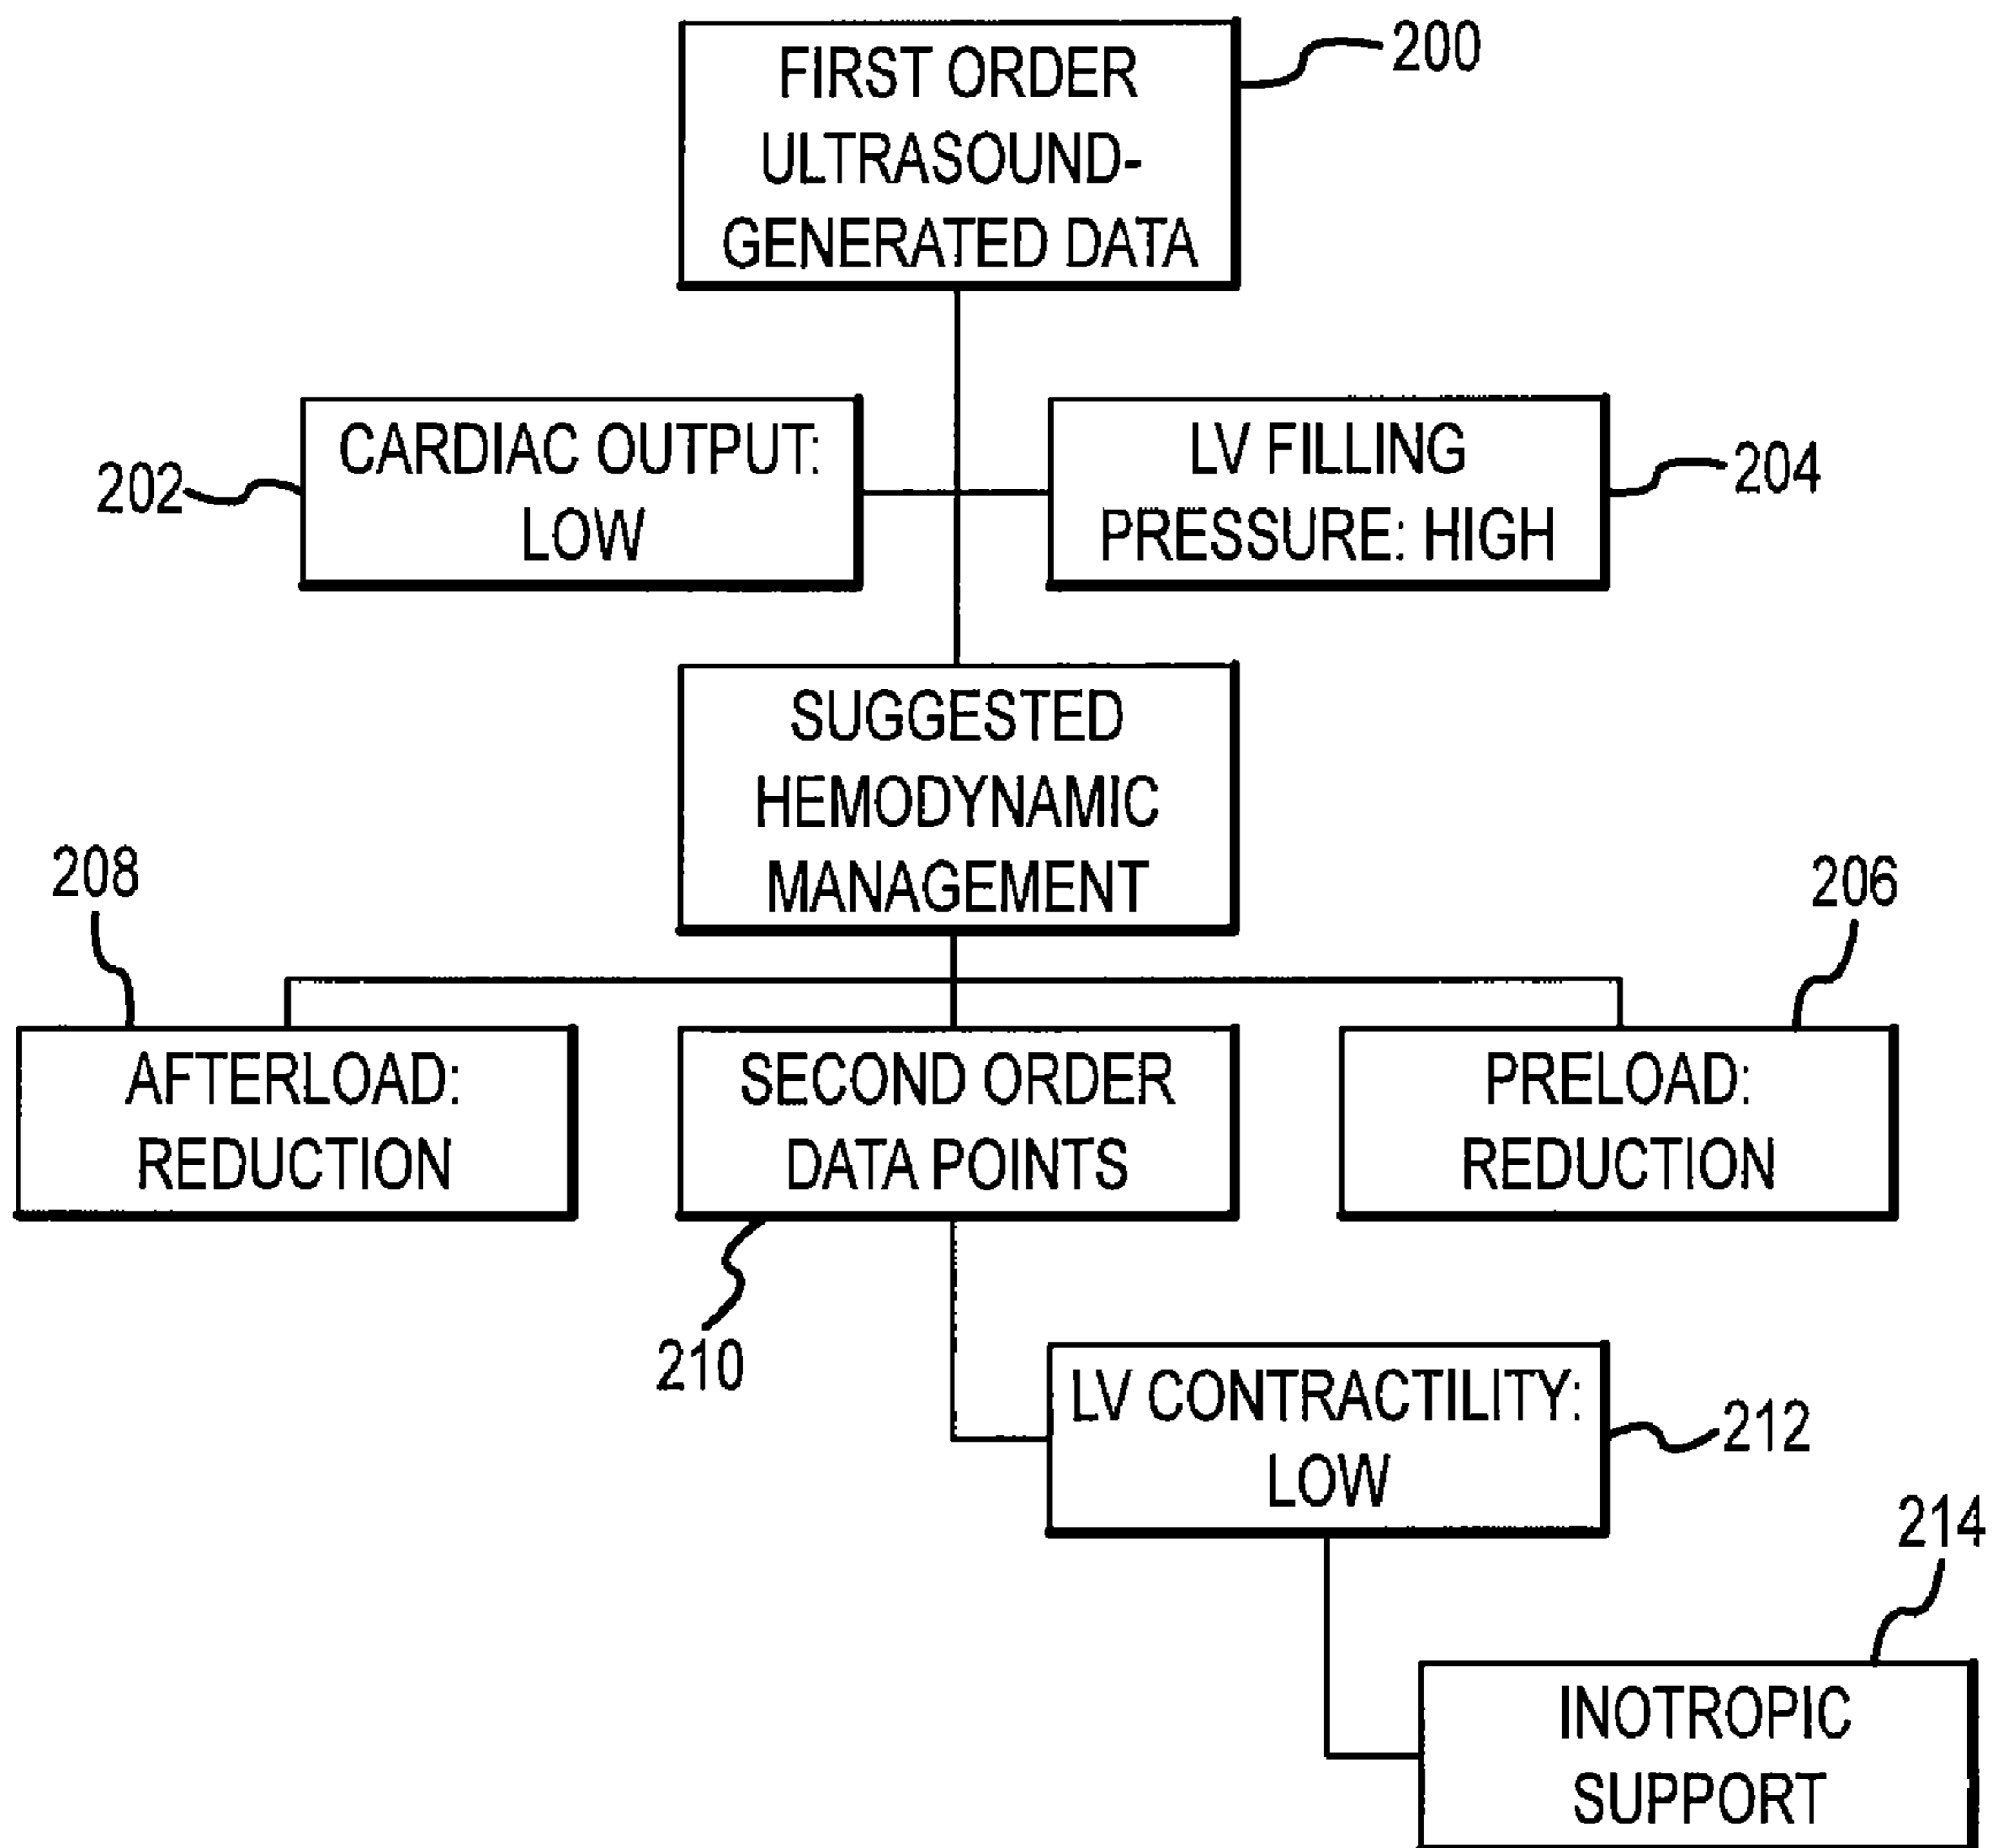 FIRST ORDER
ULTRASOUND-
GENERATED DATA
200
CARDIAC OUTPUT:
LOW
202
LV FILLING
PRESSURE: HIGH
204
SUGGESTED
HEMODYNAMIC
MANAGEMENT
208
206
AFTERLOAD:
REDUCTION
SECOND ORDER
DATA POINTS
PRELOAD:
REDUCTION
210
LV CONTRACTILITY:
LOW
212
214
INOTROPIC
SUPPORT